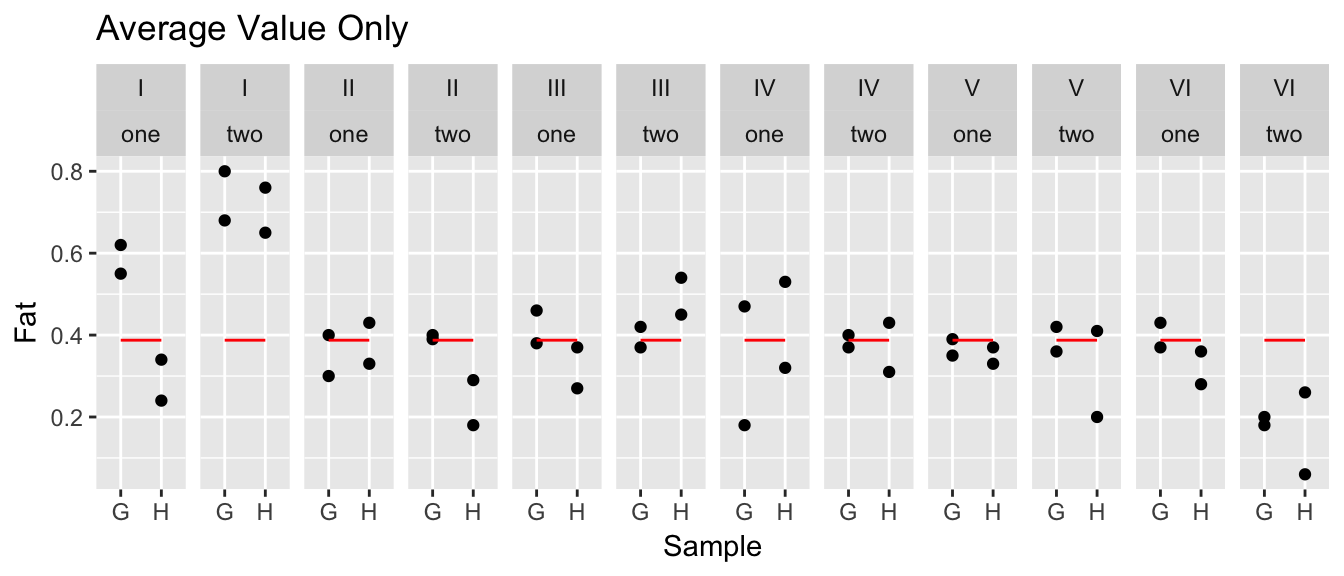 Average Value Only
I I II II III III IV IV V V VI VI
one two one two one two one two one two one two
0.8
0.6
0.4
0.2
Fat
G H G H G H G H G H G H G H G H G H G H G H G H
Sample